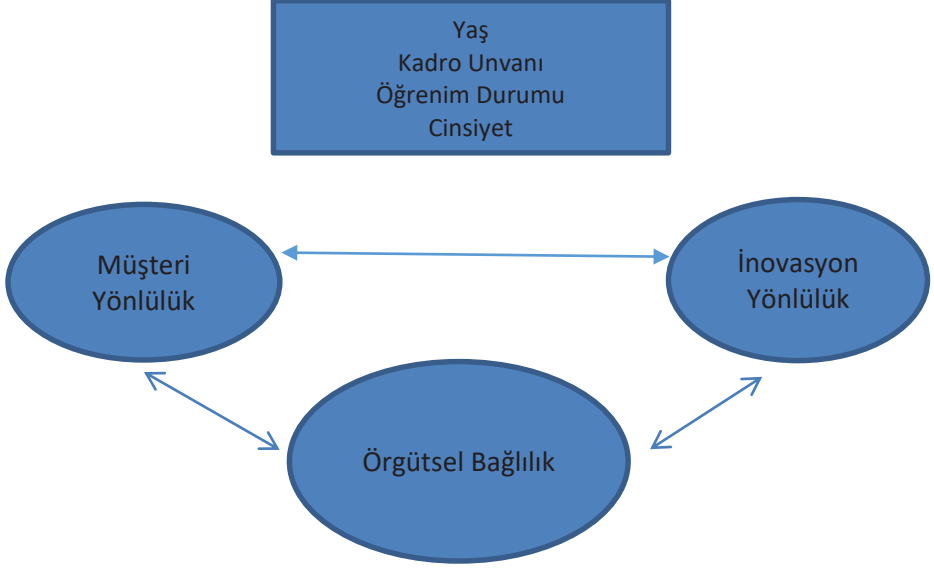 Yaş
Kadro Unvanı
Öğrenim Durumu
Cinsiyet
Müşteri
Yönlülük
İnovasyon
Yönlülük
Örgütsel Bağlılık